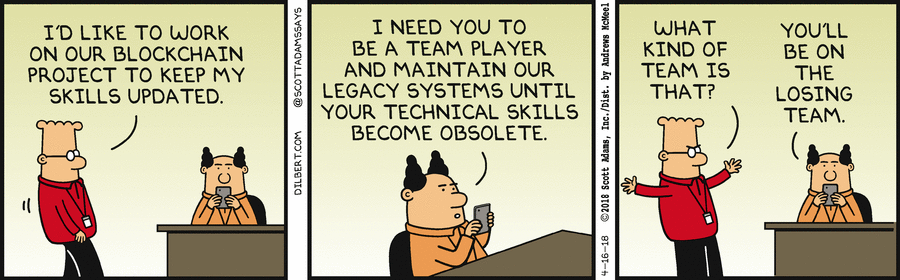 I'D LIKE TO WORK
ON OUR BLOCKCHAIN
PROJECT TO KEEP MY
SKILLS UPDATED.
DILBERT.COM
@SCOTTADAMSSAYS
I NEED YOU TO
BE A TEAM PLAYER
AND MAINTAIN OUR
LEGACY SYSTEMS UNTIL
YOUR TECHNICAL SKILLS
BECOME OBSOLETE.
4-16-18 ©2018 Scott Adams, Inc./Dist. by Andrews McMeel
WHAT
KIND OF
TEAM IS
THAT?
YOU'LL
BE ON
THE
LOSING
TEAM.